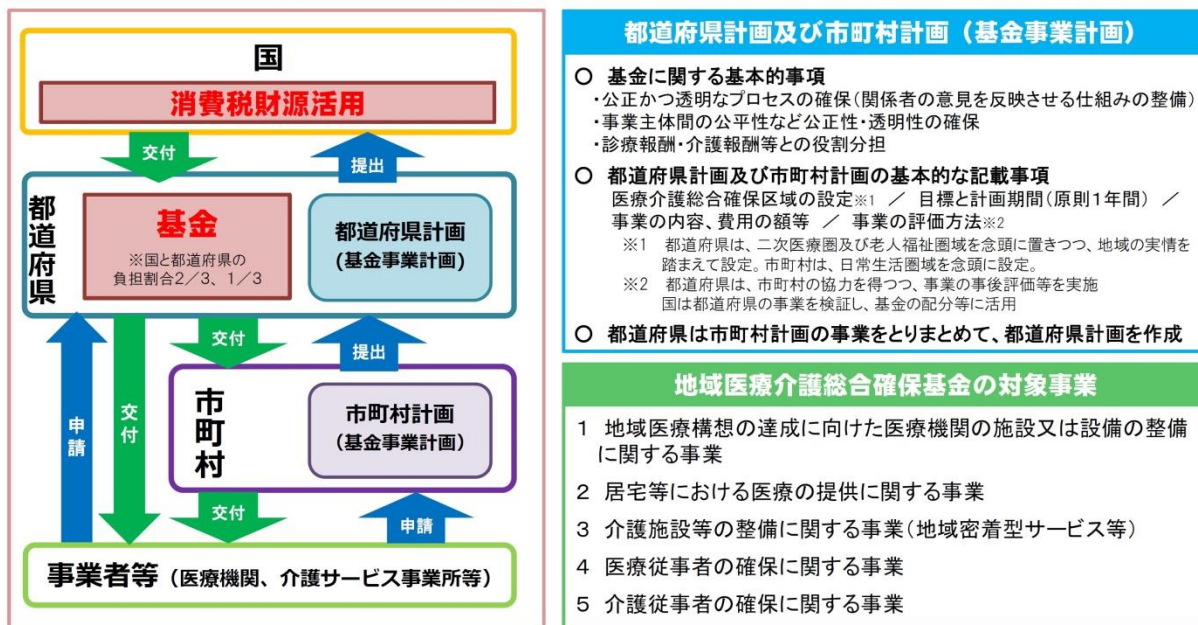 国
消費税財源活用
交付
提出
都道府県
基金
※国と都道府県の
負担割合2/3、1/3
都道府県計画
(基金事業計画)
交付
提出
申請
交付
市町村
市町村計画
(基金事業計画)
交付
申請
事業者等(医療機関、介護サービス事業所等)
都道府県計画及び市町村計画(基金事業計画)
○ 基金に関する基本的事項
・公正かつ透明なプロセスの確保(関係者の意見を反映させる仕組みの整備)
・事業主体間の公平性など公正性・透明性の確保
・診療報酬・介護報酬等との役割分担
○ 都道府県計画及び市町村計画の基本的な記載事項
医療介護総合確保区域の設定※1 / 目標と計画期間(原則1年間) /
事業の内容、費用の額等 / 事業の評価方法※2
※1 都道府県は、二次医療圏及び老人福祉圏域を念頭に置きつつ、地域の実情を
踏まえて設定。市町村は、日常生活圏域を念頭に設定。
※2 都道府県は、市町村の協力を得つつ、事業の事後評価等を実施
国は都道府県の事業を検証し、基金の配分等に活用
○ 都道府県は市町村計画の事業をとりまとめて、都道府県計画を作成
地域医療介護総合確保基金の対象事業
1 地域医療構想の達成に向けた医療機関の施設又は設備の整備
に関する事業
2 居宅等における医療の提供に関する事業
3 介護施設等の整備に関する事業(地域密着型サービス等)
4 医療従事者の確保に関する事業
5 介護従事者の確保に関する事業